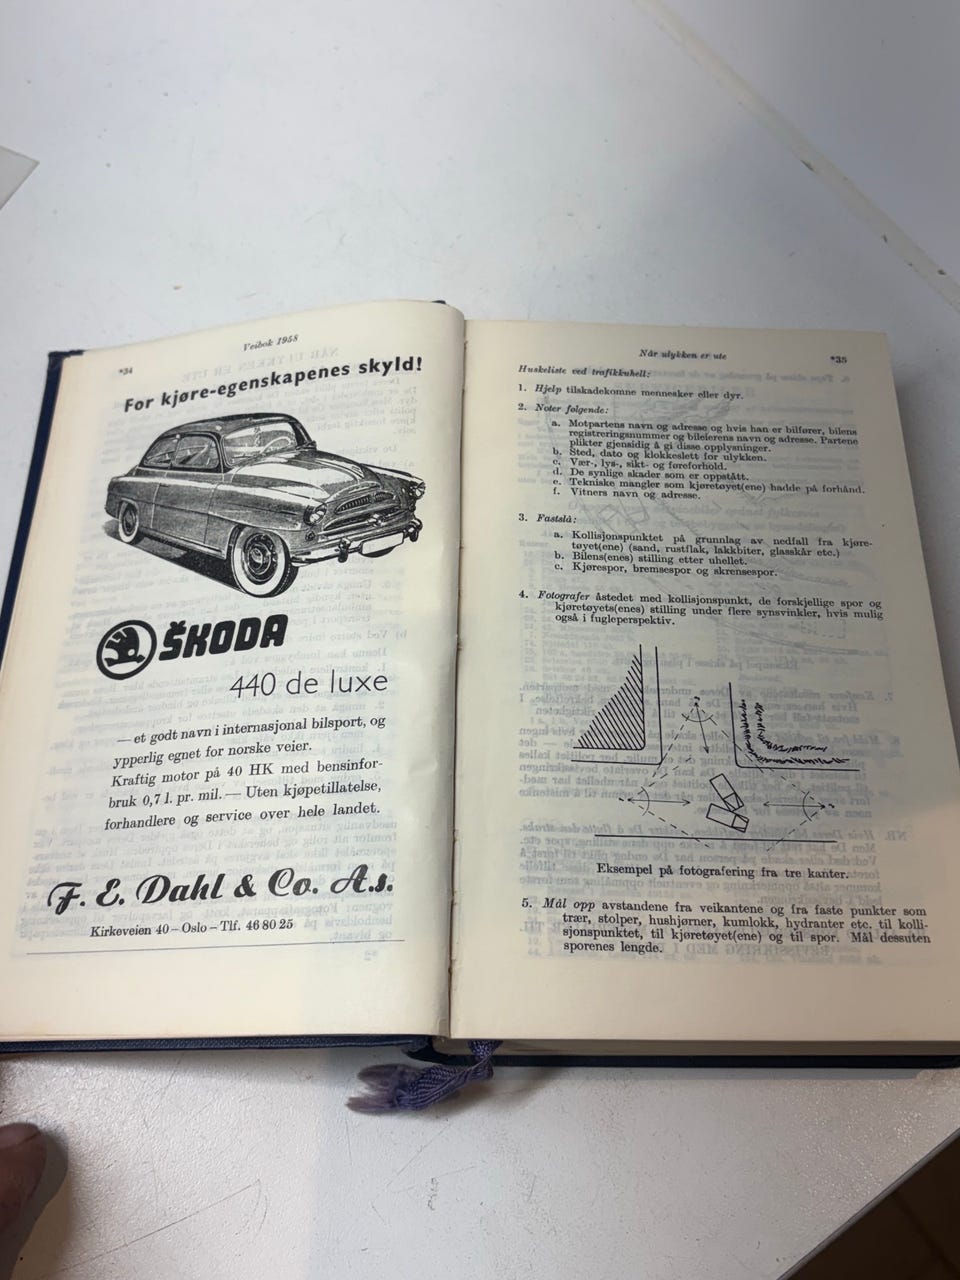 *34
Veibok 1958
For kjøre-egenskapenes skyld!
ŠKODA
440 de luxe
— et godt navn i internasjonal bilsport, og
ypperlig egnet for norske veier.
Kraftig motor på 40 HK med bensinfor-
bruk 0,7 l. pr. mil. — Uten kjøpetillatelse,
forhandlere og service over hele landet.
F. E. Dahl & Co. A.s.
Kirkeveien 40 – Oslo – Tlf. 46 80 25
Når ulykken er ute
*35
Huskeliste ved trafikkuhell:
1. Hjelp tilskadekomne mennesker eller dyr.
2. Noter følgende:
a. Motpartens navn og adresse og hvis han er bilfører, bilens
registreringsnummer og bileierens navn og adresse. Partene
plikter gjensidig å gi disse opplysninger.
b. Sted, dato og klokkeslett for ulykken.
c. Vær-, lys-, sikt- og føreforhold.
d. De synlige skader som er oppstått.
e. Tekniske mangler som kjøretøyet(ene) hadde på forhånd.
f. Vitners navn og adresse.
3. Fastslå:
a. Kollisjonspunktet på grunnlag av nedfall fra kjøre-
tøyet(ene) (sand, rustflak, lakkbiter, glasskår etc.)
b. Bilens(enes) stilling etter uhellet.
c. Kjørespor, bremsespor og skrensespor.
4. Fotografer åstedet med kollisjonspunkt, de forskjellige spor og
kjøretøyets(enes) stilling under flere synsvinkler, hvis mulig
også i fugleperspektiv.
Eksempel på fotografering fra tre kanter.
5. Mål opp avstandene fra veikantene og fra faste punkter som
trær, stolper, hushjørner, kumlokk, hydranter etc. til kolli-
sjonspunktet, til kjøretøyet(ene) og til spor. Mål dessuten
sporenes lengde.